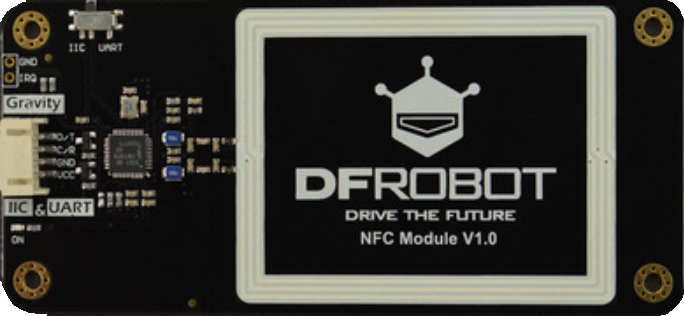 IIC UART
GND
IRQ
Gravity
D/T
C/R
GND
VCC
IIC & UART
ON
DFROBOT
DRIVE THE FUTURE
NFC Module V1.0